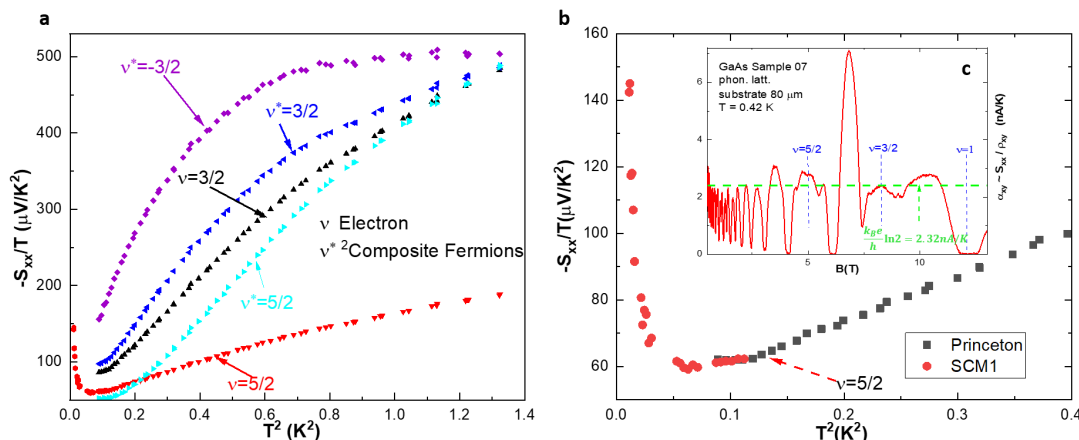 a
-S_xx/T (μV/K²)
500
400
300
200
100
0.0 0.2 0.4 0.6 0.8 1.0 1.2 1.4
T² (K²)
ν*=-3/2
ν*=3/2
ν=3/2
ν Electron
ν* ²Composite Fermions
ν*=5/2
ν=5/2
b
-S_xx/T(μV/K²)
160
140
120
100
80
60
0.0 0.1 0.2 0.3 0.4
T²(K²)
ν=5/2
Princeton
SCM1
c
GaAs Sample 07
phon. latt.
substrate 80 μm
T = 0.42 K
ν=5/2
ν=3/2
ν=1
6
4
2
0
5 10
B(T)
α_xy ~ S_xx / ρ_xy (nA/K)
k_B e/h ln2 = 2.32nA/K